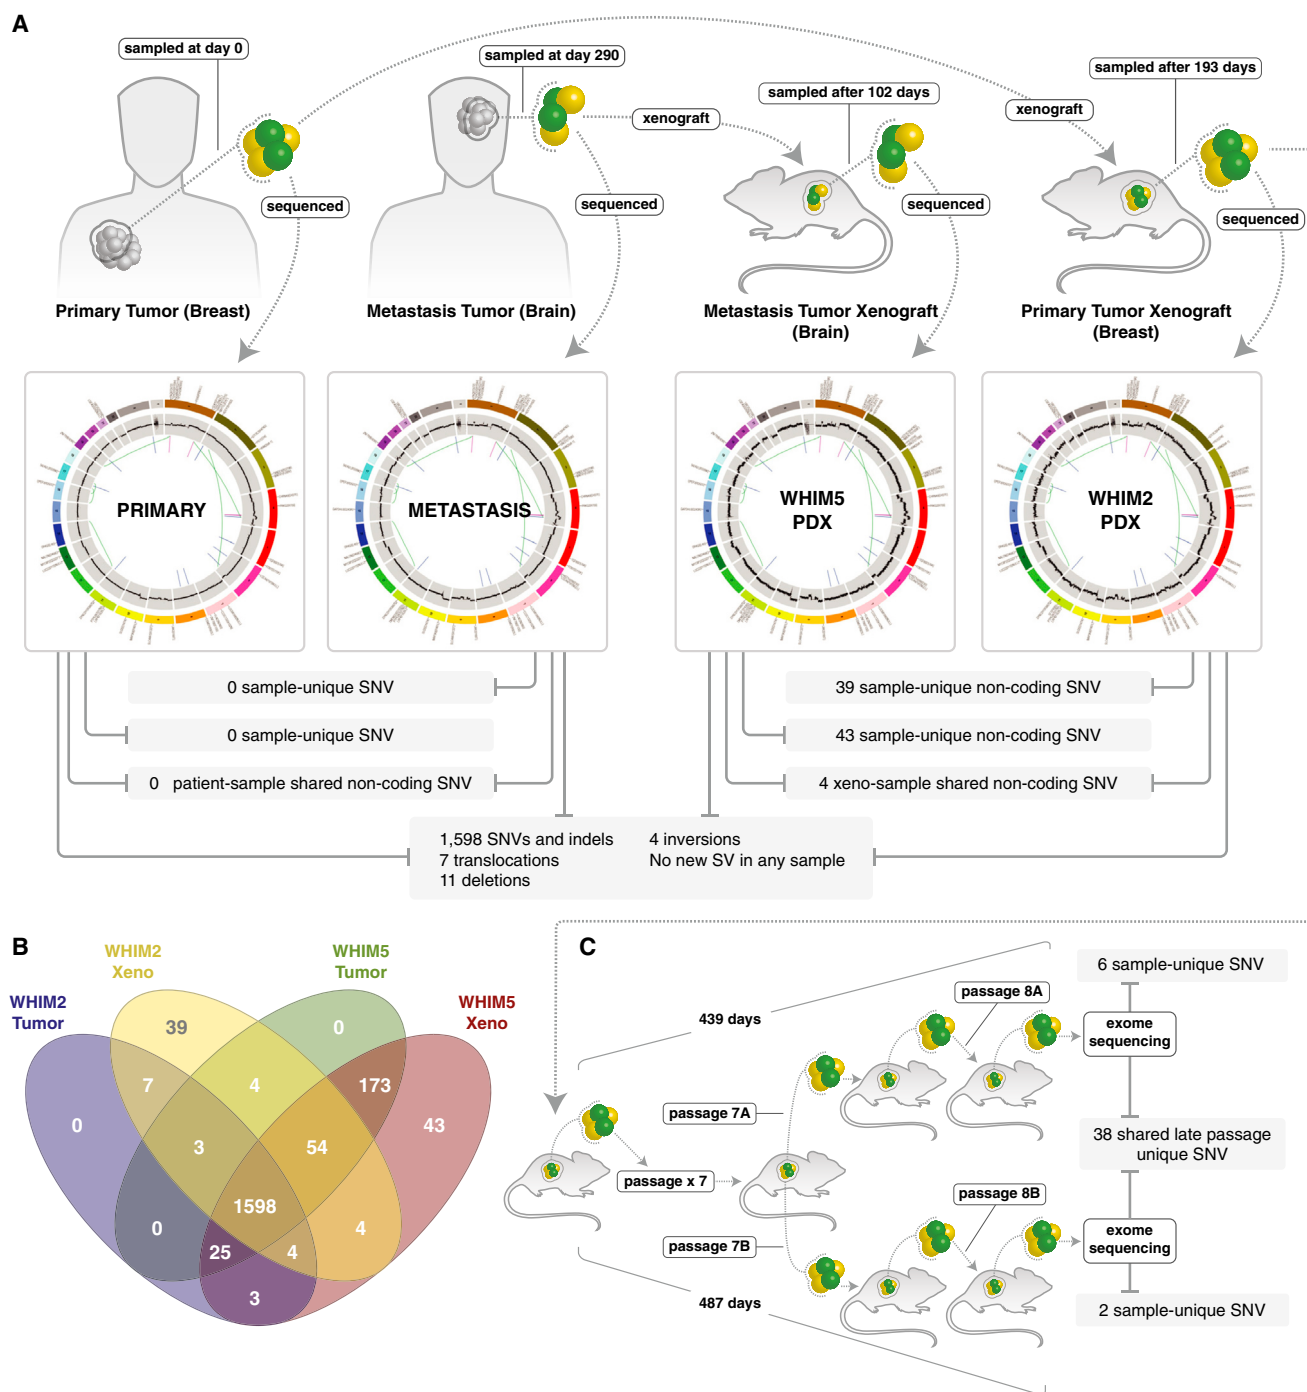 A
sampled at day 0
sampled at day 290
sampled after 102 days
sampled after 193 days
xenograft
xenograft
sequenced
sequenced
sequenced
sequenced
Primary Tumor (Breast)
Metastasis Tumor (Brain)
Metastasis Tumor Xenograft
(Brain)
Primary Tumor Xenograft
(Breast)
PRIMARY
METASTASIS
WHIM5
PDX
WHIM2
PDX
0 sample-unique SNV
0 sample-unique SNV
0 patient-sample shared non-coding SNV
39 sample-unique non-coding SNV
43 sample-unique non-coding SNV
4 xeno-sample shared non-coding SNV
1,598 SNVs and indels
7 translocations
11 deletions
4 inversions
No new SV in any sample
B
WHIM2
Tumor
WHIM2
Xeno
WHIM5
Tumor
WHIM5
Xeno
39
0
7
4
173
0
43
3
54
1598
0
25
4
4
3
C
439 days
passage 8A
6 sample-unique SNV
exome
sequencing
passage 7A
passage x 7
38 shared late passage
unique SNV
passage 8B
passage 7B
exome
sequencing
487 days
2 sample-unique SNV